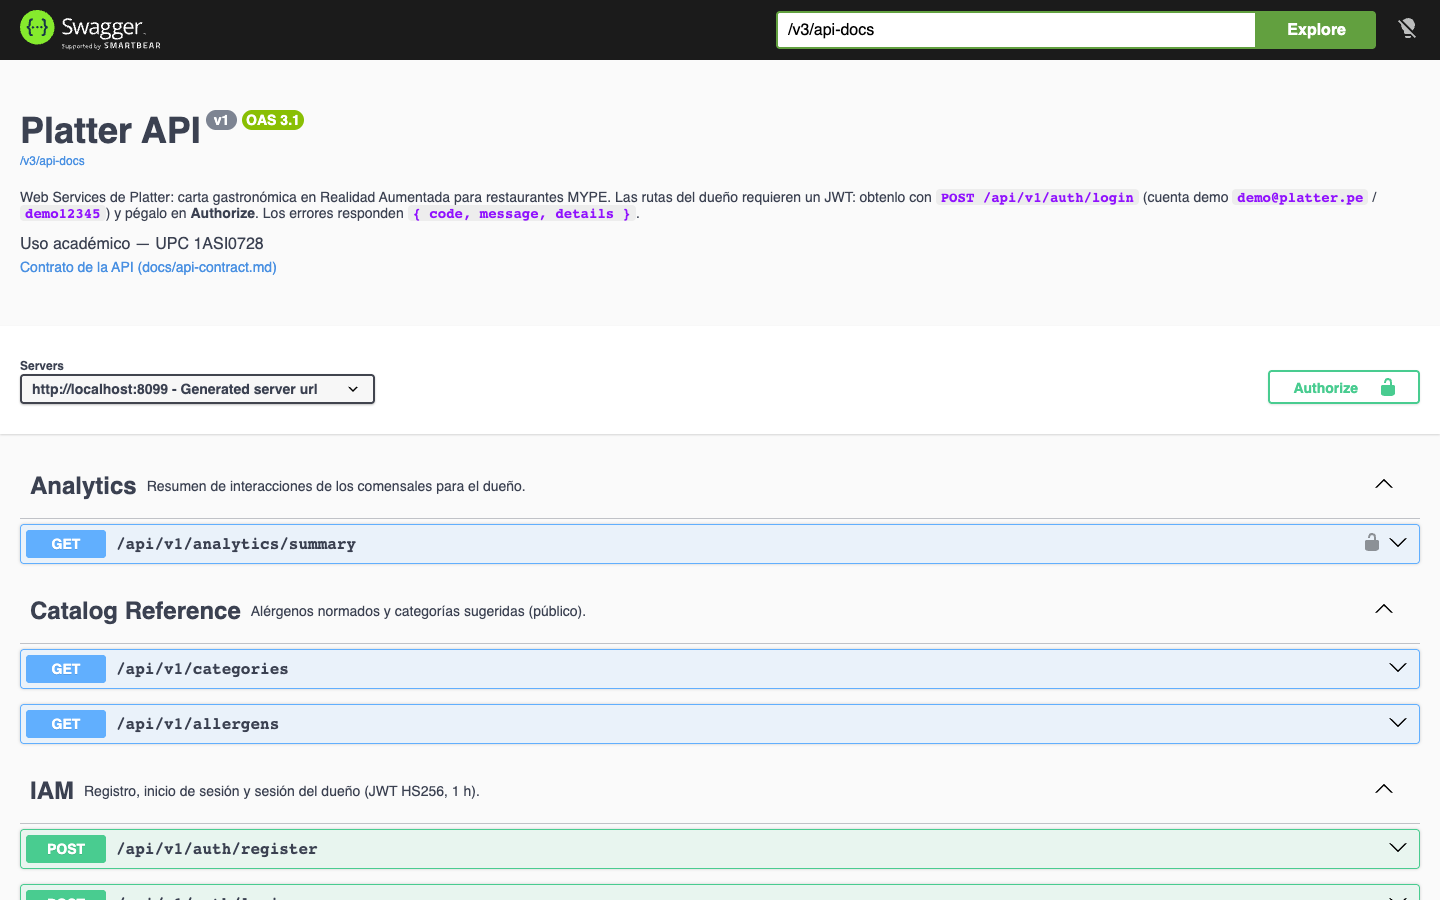 Swagger.
Supported by SMARTBEAR
/v3/api-docs
Explore
Platter API v1 OAS 3.1
/v3/api-docs
Web Services de Platter: carta gastronómica en Realidad Aumentada para restaurantes MYPE. Las rutas del dueño requieren un JWT: obtenlo con POST /api/v1/auth/login (cuenta demo demo@platter.pe /
demo12345 ) y pégalo en Authorize. Los errores responden { code, message, details } .
Uso académico — UPC 1ASI0728
Contrato de la API (docs/api-contract.md)
Servers
http://localhost:8099 - Generated server url
Authorize
Analytics Resumen de interacciones de los comensales para el dueño.
GET /api/v1/analytics/summary
Catalog Reference Alérgenos normados y categorías sugeridas (público).
GET /api/v1/categories
GET /api/v1/allergens
IAM Registro, inicio de sesión y sesión del dueño (JWT HS256, 1 h).
POST /api/v1/auth/register